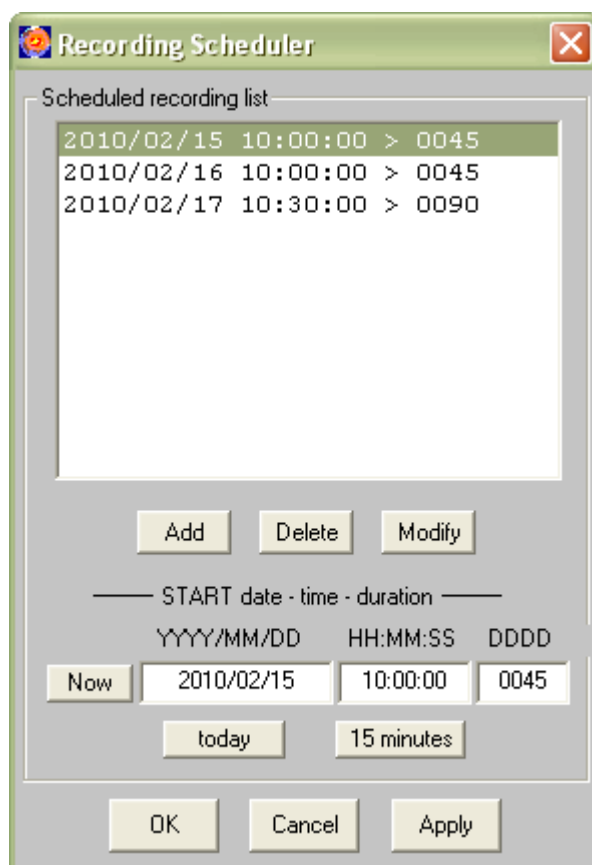 Recording Scheduler
Scheduled recording list
2010/02/15 10:00:00 > 0045
2010/02/16 10:00:00 > 0045
2010/02/17 10:30:00 > 0090
Add Delete Modify
START date - time - duration
YYYY/MM/DD HH:MM:SS DDDD
Now 2010/02/15 10:00:00 0045
today 15 minutes
OK Cancel Apply